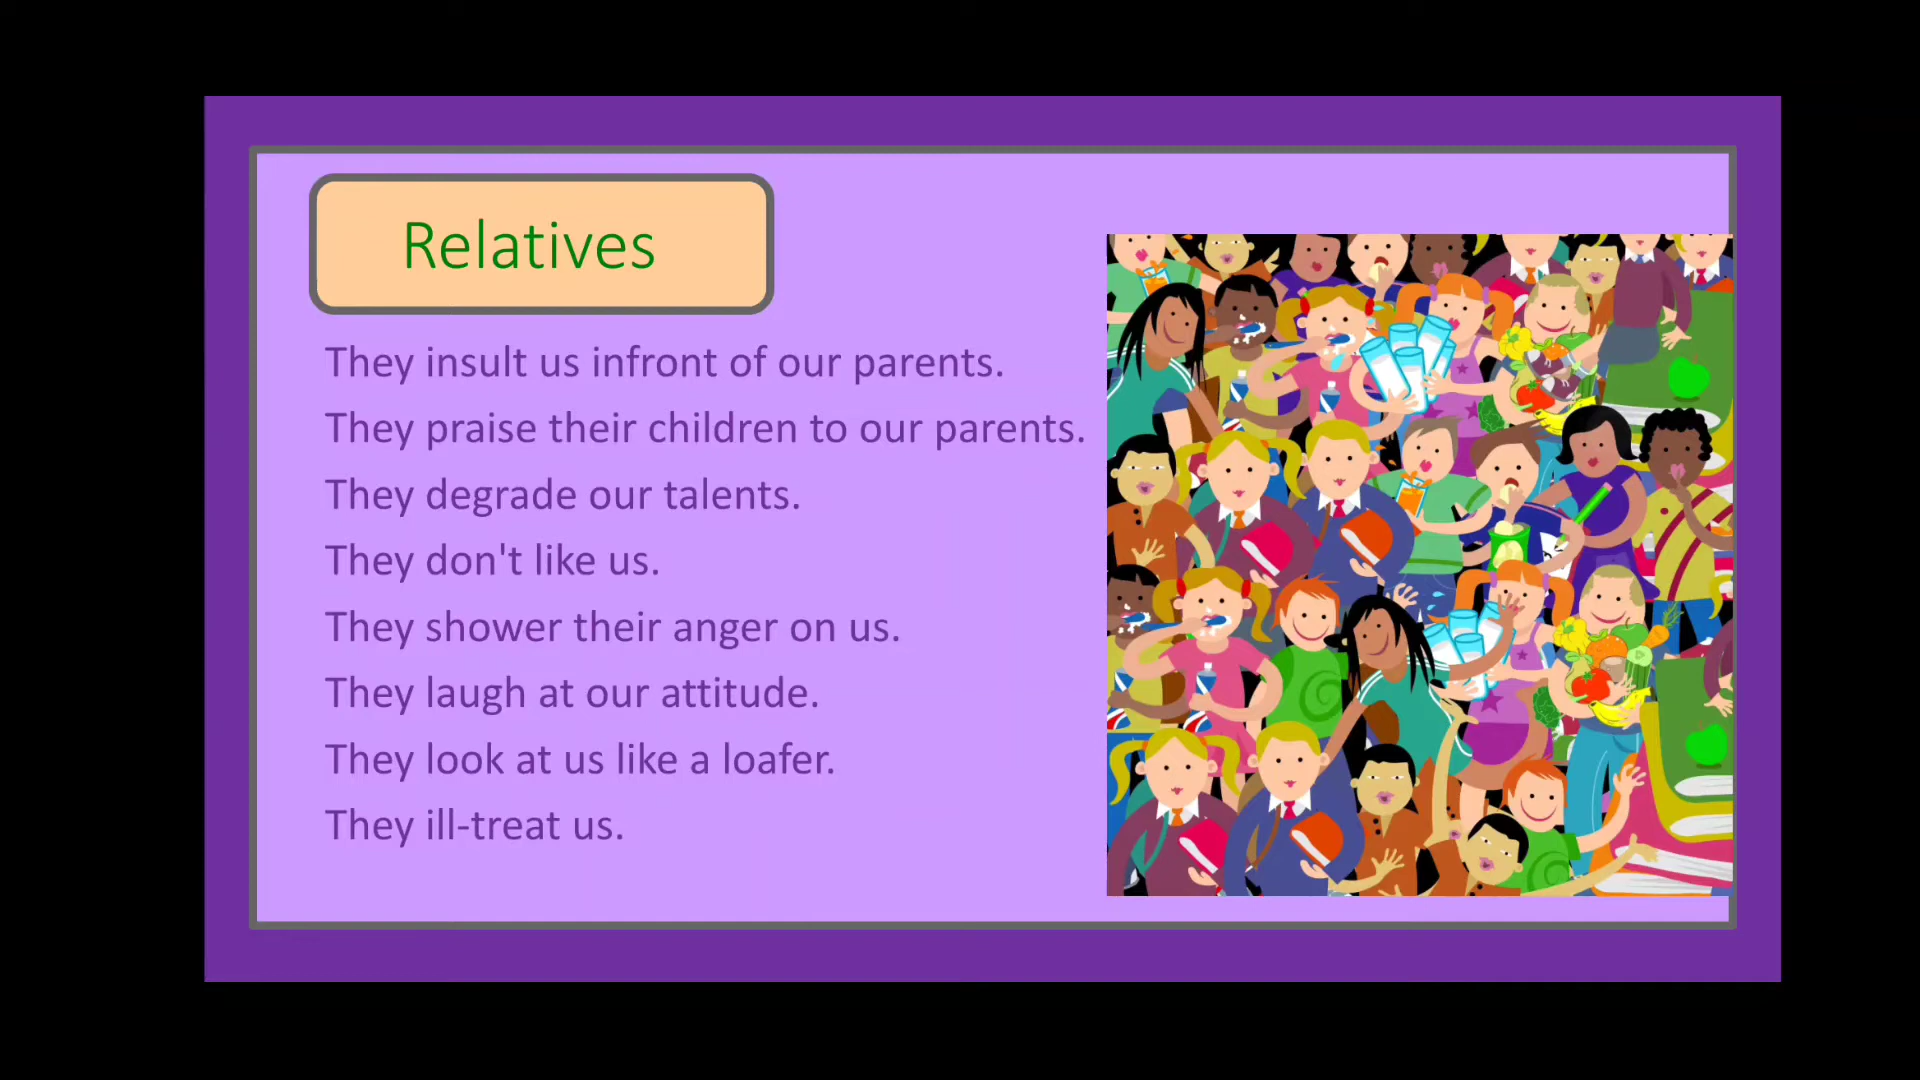 Relatives
They insult us infront of our parents.
They praise their children to our parents.
They degrade our talents.
They don't like us.
They shower their anger on us.
They laugh at our attitude.
They look at us like a loafer.
They ill-treat us.